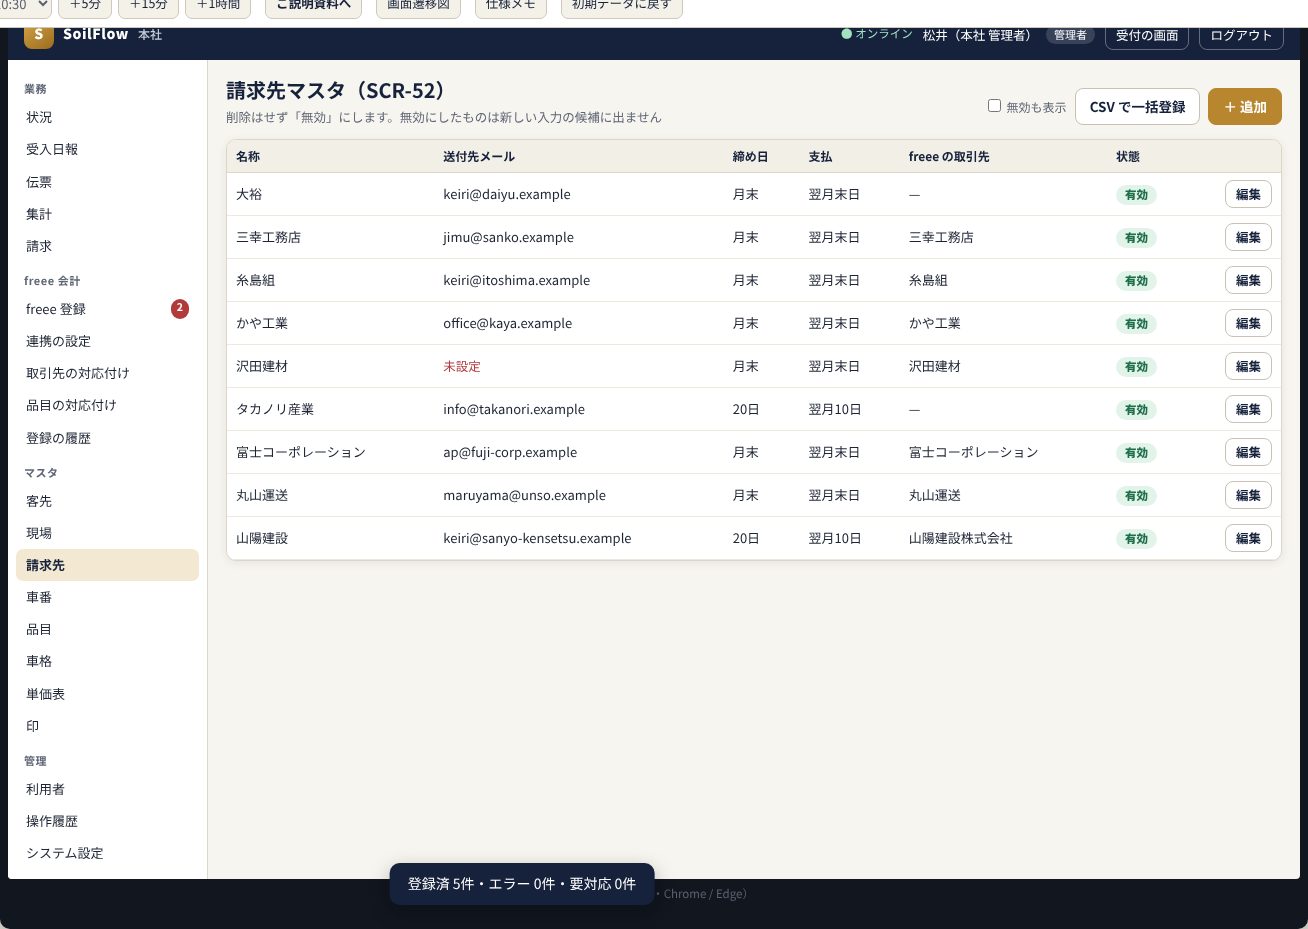 0:30 ＋5分 ＋15分 ＋1時間 ご説明資料へ 画面遷移図 仕様メモ 初期データに戻す
S SoilFlow 本社 オンライン 松井（本社 管理者） 管理者 受付の画面 ログアウト
業務
状況
受入日報
伝票
集計
請求
freee 会計
freee 登録 2
連携の設定
取引先の対応付け
品目の対応付け
登録の履歴
マスタ
客先
現場
請求先
車番
品目
車格
単価表
印
管理
利用者
操作履歴
システム設定
請求先マスタ（SCR-52）
削除はせず「無効」にします。無効にしたものは新しい入力の候補に出ません
無効も表示 CSV で一括登録 ＋ 追加
名称 送付先メール 締め日 支払 freee の取引先 状態
大裕 keiri@daiyu.example 月末 翌月末日 — 有効 編集
三幸工務店 jimu@sanko.example 月末 翌月末日 三幸工務店 有効 編集
糸島組 keiri@itoshima.example 月末 翌月末日 糸島組 有効 編集
かや工業 office@kaya.example 月末 翌月末日 かや工業 有効 編集
沢田建材 未設定 月末 翌月末日 沢田建材 有効 編集
タカノリ産業 info@takanori.example 20日 翌月10日 — 有効 編集
富士コーポレーション ap@fuji-corp.example 月末 翌月末日 富士コーポレーション 有効 編集
丸山運送 maruyama@unso.example 月末 翌月末日 丸山運送 有効 編集
山陽建設 keiri@sanyo-kensetsu.example 20日 翌月10日 山陽建設株式会社 有効 編集
登録済 5件・エラー 0件・要対応 0件
・Chrome / Edge）